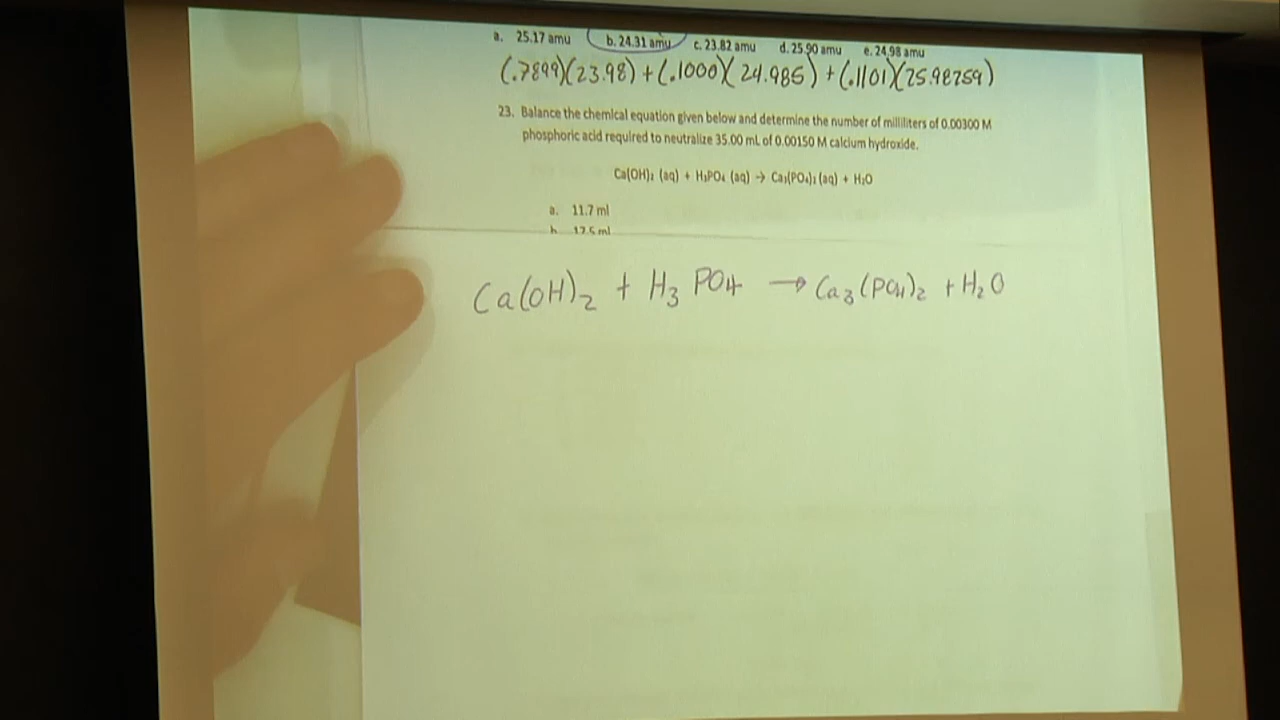 a. 25.17 amu b. 24.31 amu c. 23.82 amu d. 25.90 amu e. 24.98 amu
(.7899)(23.98) + (.1000)(24.985) + (.1101)(25.98259)
23. Balance the chemical equation given below and determine the number of milliliters of 0.00300 M
phosphoric acid required to neutralize 35.00 mL of 0.00150 M calcium hydroxide.
Ca(OH)₂ (aq) + H₃PO₄ (aq) → Ca₃(PO₄)₂ (aq) + H₂O
a. 11.7 ml
b. 17.5 ml
Ca(OH)₂ + H₃PO₄ → Ca₃(PO₄)₂ + H₂O